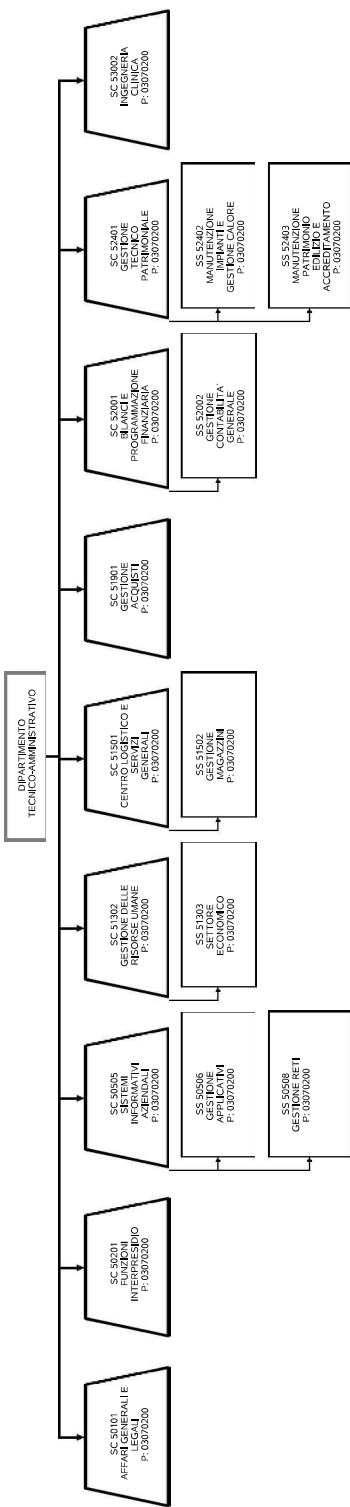 DIPARTIMENTO
TECNICO-AMMINISTRATIVO
SC 50101
AFFARI GENERALI E
LEGALI
P: 03070200
SC 50201
FUNZIONI
INTERPRESIDIO
P: 03070200
SC 50505
SISTEMI
INFORMATIVI
AZIENDALI
P: 03070200
SS 50506
GESTIONE
APPLICATIVI
P: 03070200
SS 50508
GESTIONE RETI
P: 03070200
SC 51302
GESTIONE DELLE
RISORSE UMANE
P: 03070200
SS 51303
SETTORE
ECONOMICO
P: 03070200
SC 51501
CENTRO LOGISTICO E
SERVIZI
GENERALI
P: 03070200
SS 51502
GESTIONE
MAGAZZINI
P: 03070200
SC 51901
GESTIONE
ACQUISTI
P: 03070200
SC 52001
BILANCI E
PROGRAMMAZIONE
FINANZIARIA
P: 03070200
SS 52002
GESTIONE
CONTABILITA'
GENERALE
P: 03070200
SC 52401
GESTIONE
TECNICO
PATRIMONIALE
P: 03070200
SS 52402
MANUTENZIONE
IMPIANTI E
GESTIONE CALORE
P: 03070200
SS 52403
MANUTENZIONE
PATRIMONIO
EDILIZIO E
ACCREDITAMENTO
P: 03070200
SC 53002
INGEGNERIA
CLINICA
P: 03070200